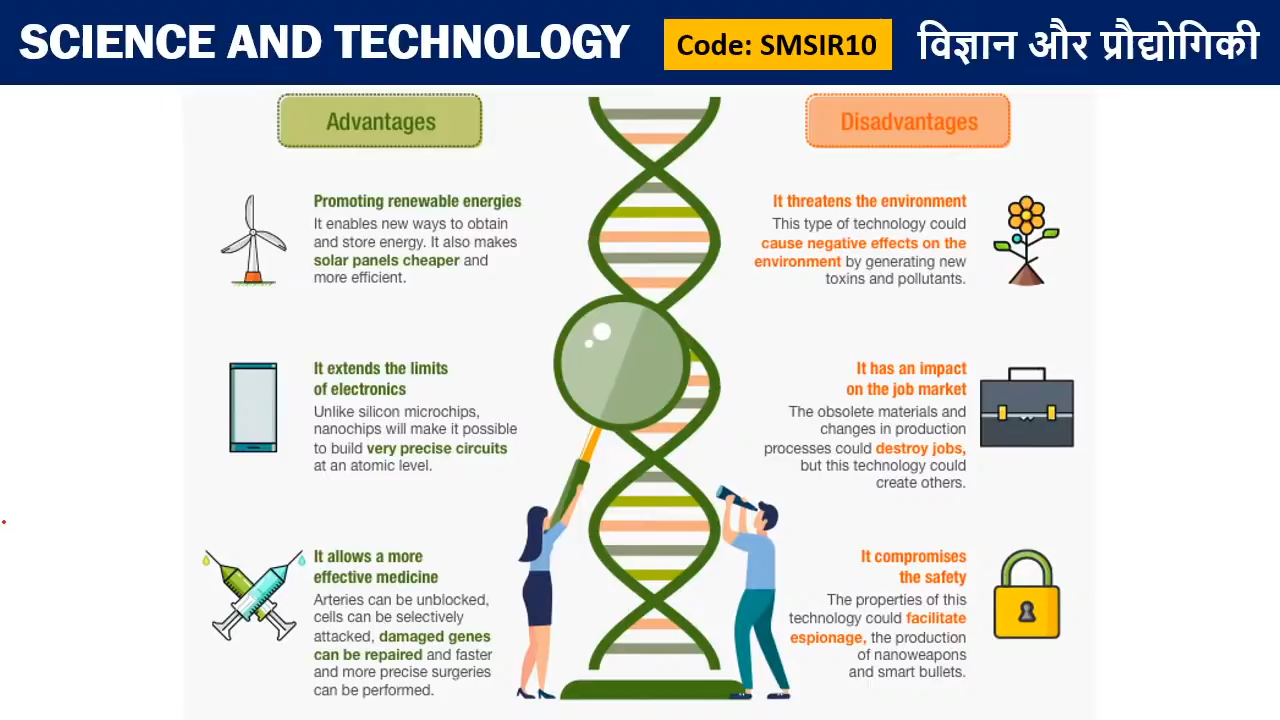 SCIENCE AND TECHNOLOGY
Code: SMSIR10
विज्ञान और प्रौद्योगिकी
Advantages
Promoting renewable energies
It enables new ways to obtain
and store energy. It also makes
solar panels cheaper and
more efficient.
It extends the limits
of electronics
Unlike silicon microchips,
nanochips will make it possible
to build very precise circuits
at an atomic level.
It allows a more
effective medicine
Arteries can be unblocked,
cells can be selectively
attacked, damaged genes
can be repaired and faster
and more precise surgeries
can be performed.
Disadvantages
It threatens the environment
This type of technology could
cause negative effects on the
environment by generating new
toxins and pollutants.
It has an impact
on the job market
The obsolete materials and
changes in production
processes could destroy jobs,
but this technology could
create others.
It compromises
the safety
The properties of this
technology could facilitate
espionage, the production
of nanoweapons
and smart bullets.